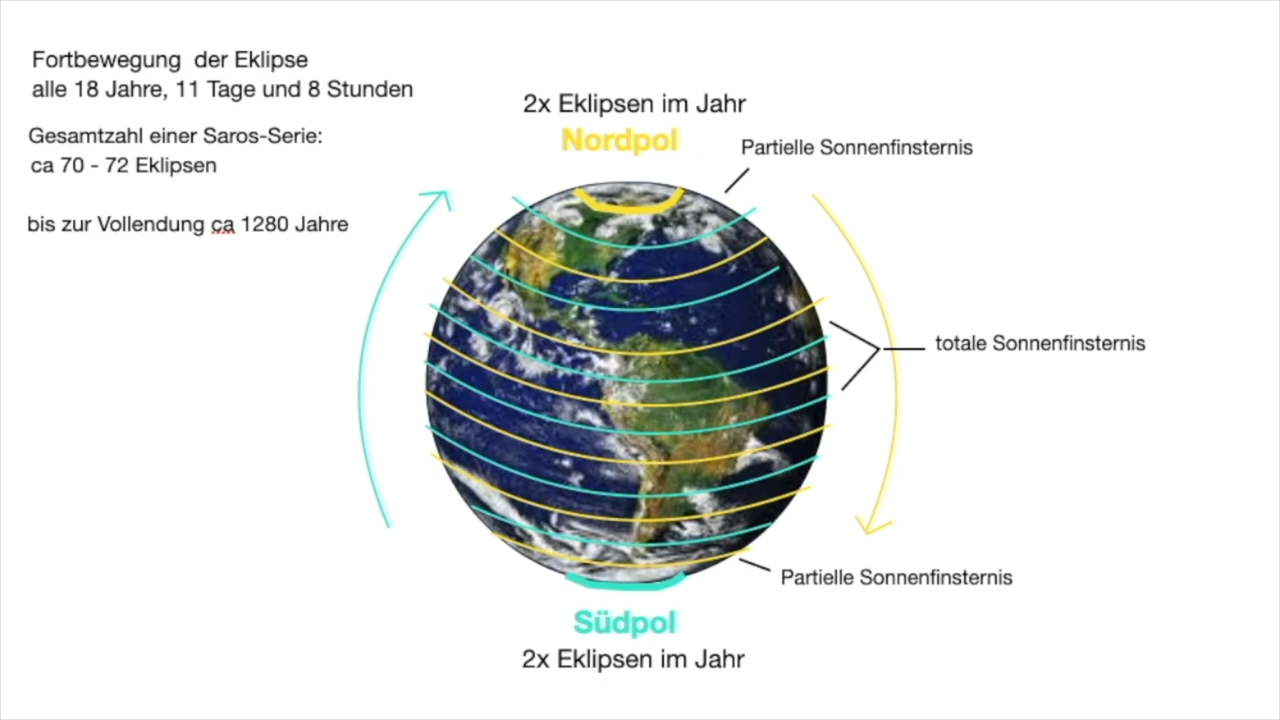 Fortbewegung der Eklipse
alle 18 Jahre, 11 Tage und 8 Stunden
Gesamtzahl einer Saros-Serie:
ca 70 - 72 Eklipsen
bis zur Vollendung ca 1280 Jahre
2x Eklipsen im Jahr
Nordpol
Partielle Sonnenfinsternis
totale Sonnenfinsternis
Partielle Sonnenfinsternis
Südpol
2x Eklipsen im Jahr